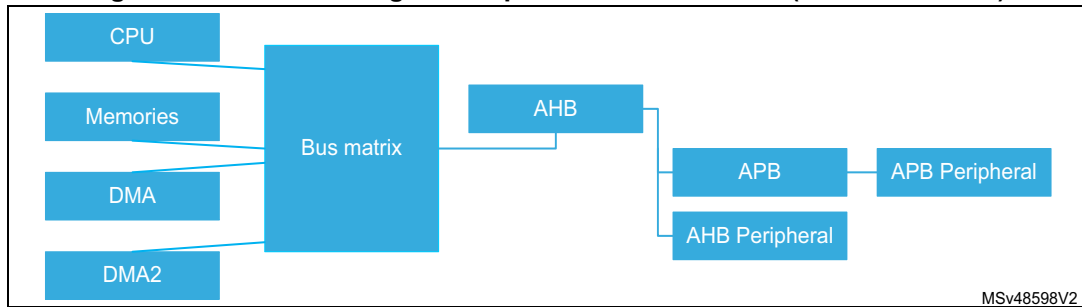 CPU
Memories
DMA
DMA2
Bus matrix
AHB
APB
APB Peripheral
AHB Peripheral
MSv48598V2